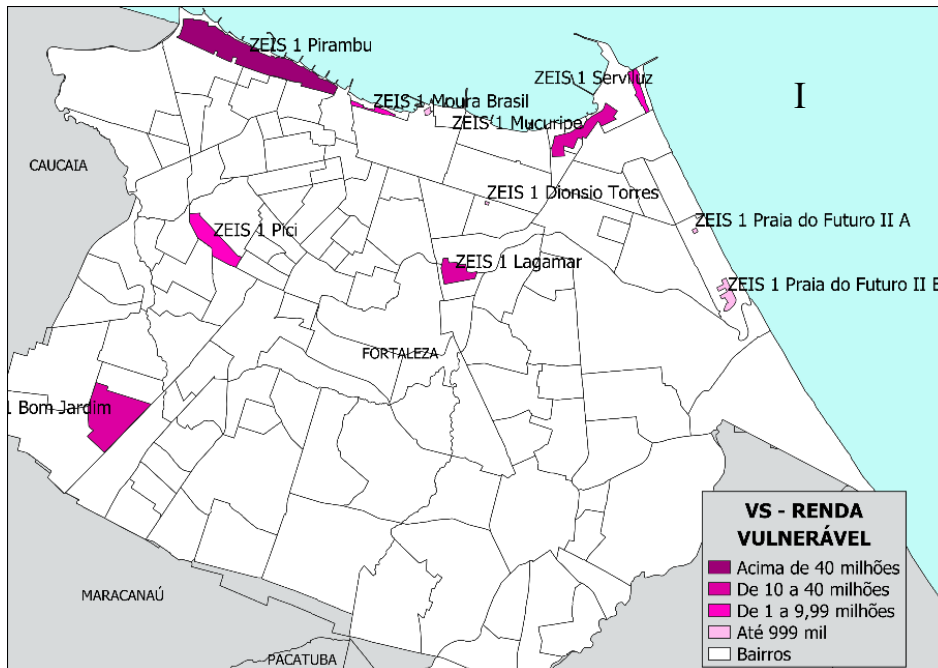 ZEIS 1 Pirambu
ZEIS 1 Serviluz
I
ZEIS 1 Moura Brasil
ZEIS 1 Mucuripe
CAUCAIA
ZEIS 1 Dionsio Torres
ZEIS 1 Praia do Futuro II A
ZEIS 1 Pici
ZEIS 1 Lagamar
ZEIS 1 Praia do Futuro II B
FORTALEZA
1 Bom Jardim
VS - RENDA
VULNERÁVEL
Acima de 40 milhões
De 10 a 40 milhões
De 1 a 9,99 milhões
Até 999 mil
Bairros
MARACANAÚ
PACATUBA